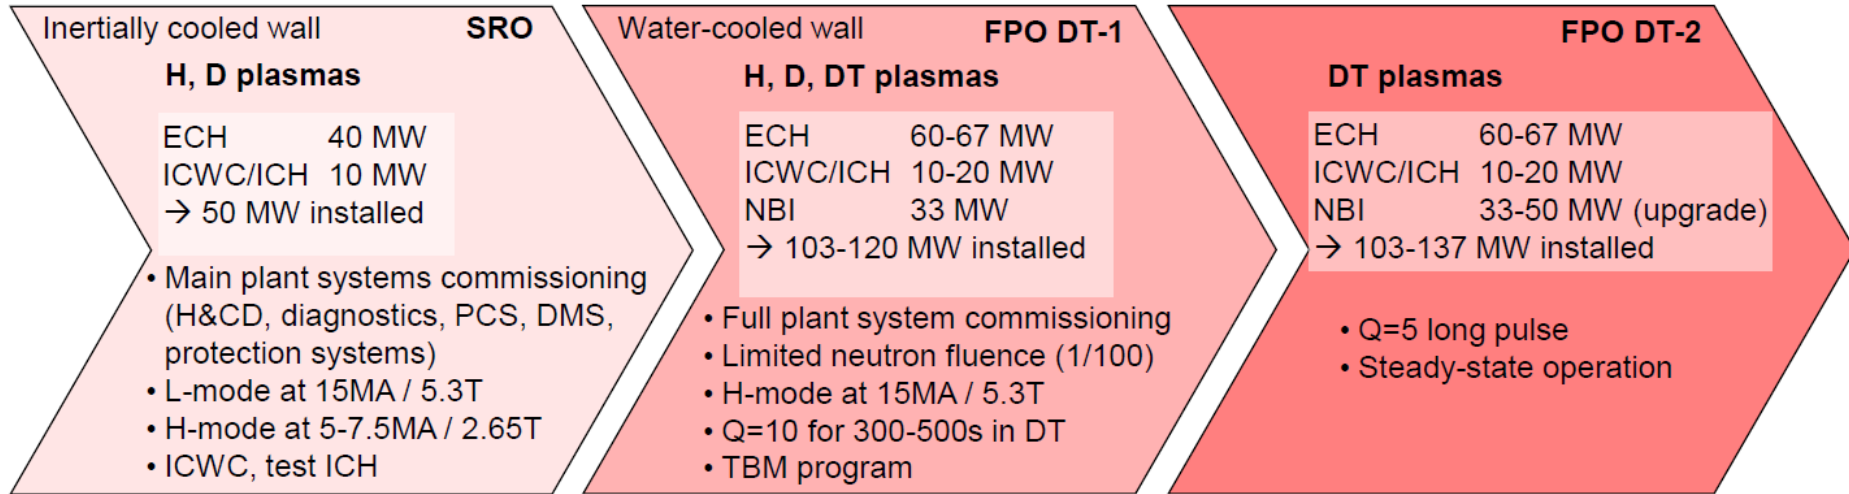 Inertially cooled wall SRO
H, D plasmas
ECH 40 MW
ICWC/ICH 10 MW
→ 50 MW installed
• Main plant systems commissioning
(H&CD, diagnostics, PCS, DMS,
protection systems)
• L-mode at 15MA / 5.3T
• H-mode at 5-7.5MA / 2.65T
• ICWC, test ICH
Water-cooled wall FPO DT-1
H, D, DT plasmas
ECH 60-67 MW
ICWC/ICH 10-20 MW
NBI 33 MW
→ 103-120 MW installed
• Full plant system commissioning
• Limited neutron fluence (1/100)
• H-mode at 15MA / 5.3T
• Q=10 for 300-500s in DT
• TBM program
FPO DT-2
DT plasmas
ECH 60-67 MW
ICWC/ICH 10-20 MW
NBI 33-50 MW (upgrade)
→ 103-137 MW installed
• Q=5 long pulse
• Steady-state operation